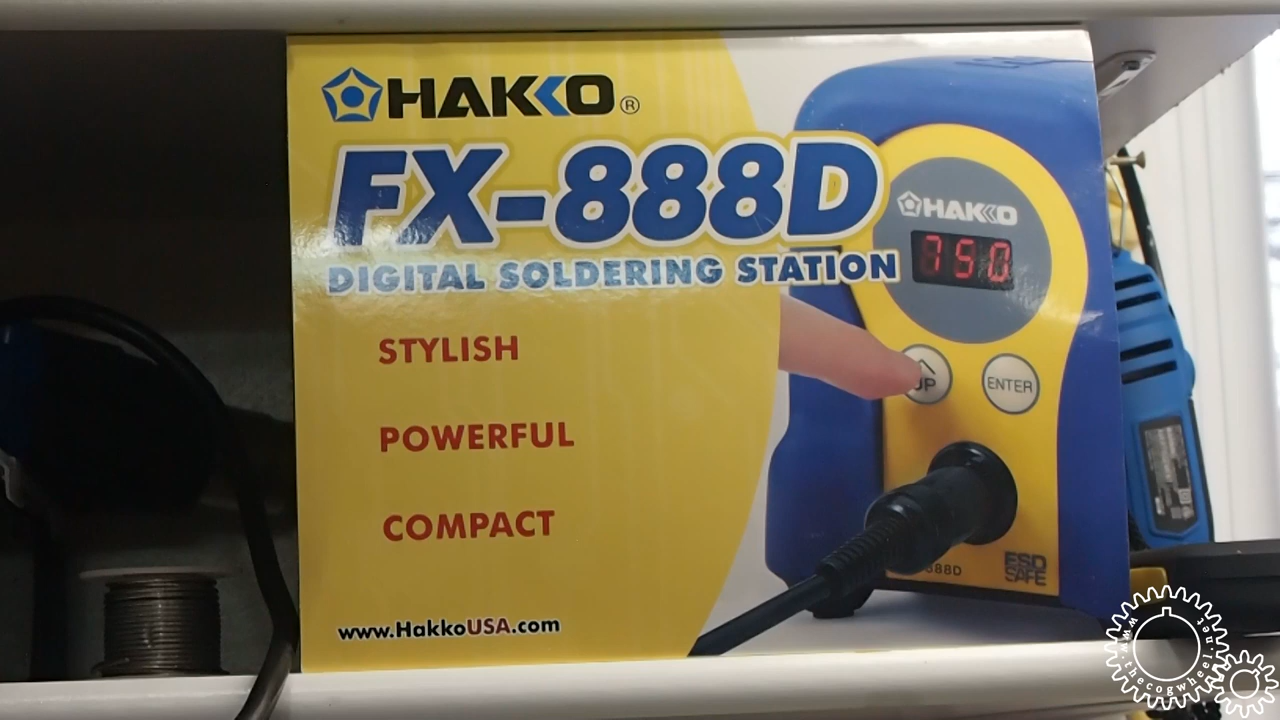 HAKKO®
FX-888D
DIGITAL SOLDERING STATION
STYLISH
POWERFUL
COMPACT
www.HakkoUSA.com
HAKKO
750
UP
ENTER
888D
ESD
SAFE
www.thecogwheel.net